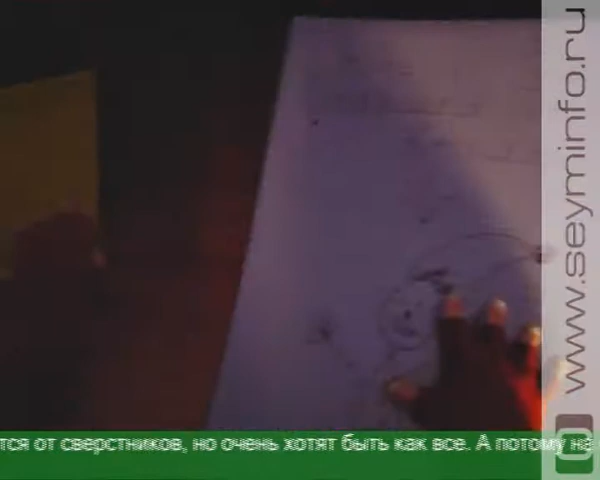 www.seyminfo.ru
тся от сверстников, но очень хотят быть как все. А потому на